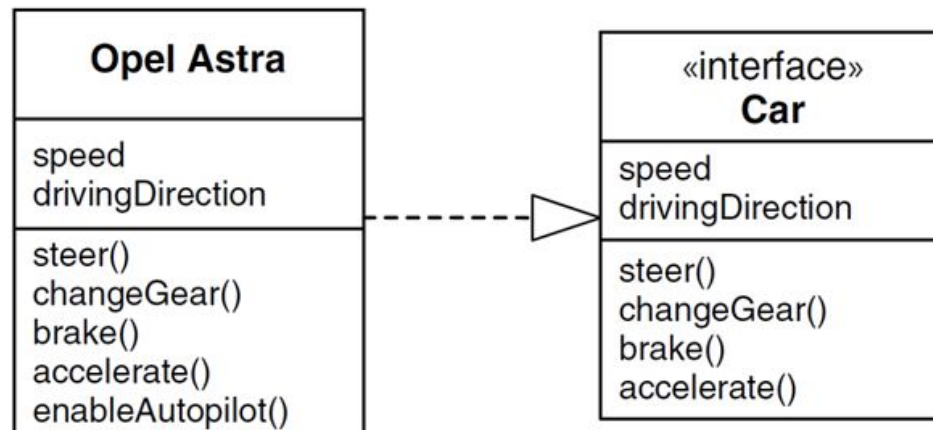 Opel Astra
speed
drivingDirection
steer()
changeGear()
brake()
accelerate()
enableAutopilot()
«interface»
Car
speed
drivingDirection
steer()
changeGear()
brake()
accelerate()